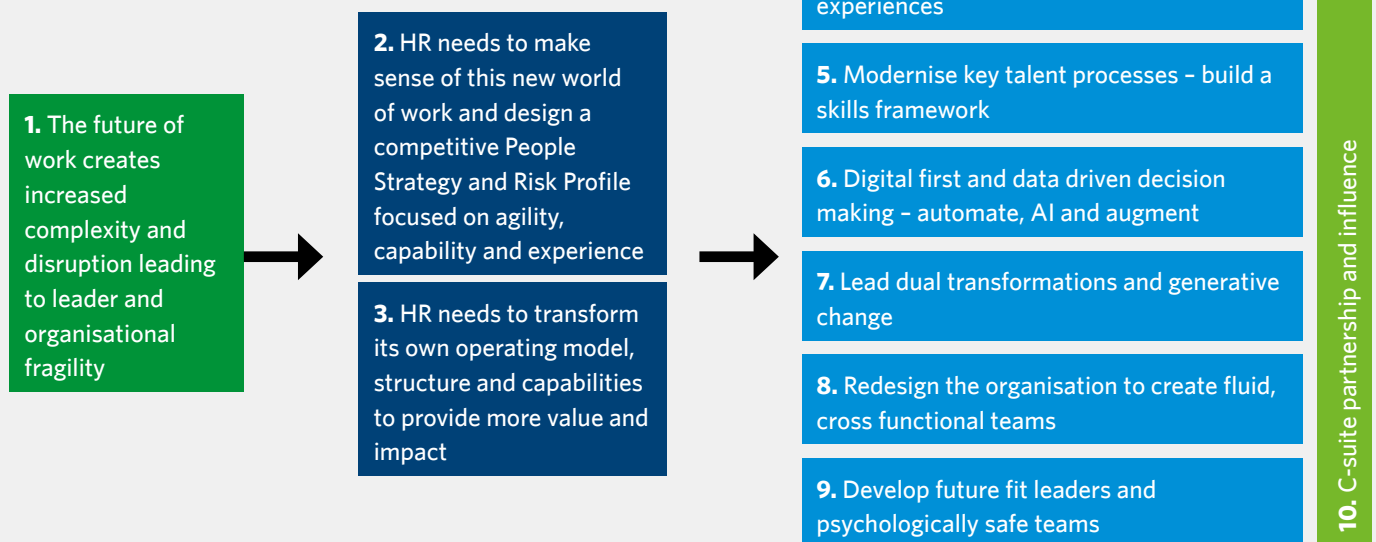 1. The future of
work creates
increased
complexity and
disruption leading
to leader and
organisational
fragility
2. HR needs to make
sense of this new world
of work and design a
competitive People
Strategy and Risk Profile
focused on agility,
capability and experience
3. HR needs to transform
its own operating model,
structure and capabilities
to provide more value and
impact
experiences
5. Modernise key talent processes – build a
skills framework
6. Digital first and data driven decision
making – automate, AI and augment
7. Lead dual transformations and generative
change
8. Redesign the organisation to create fluid,
cross functional teams
9. Develop future fit leaders and
psychologically safe teams
10. C-suite partnership and influence